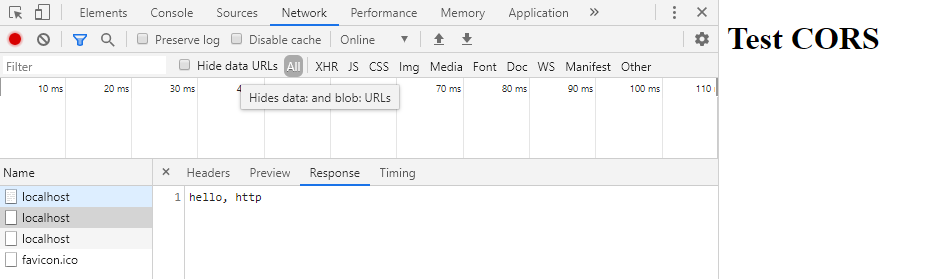 Elements Console Sources Network Performance Memory Application »
Test CORS
Preserve log Disable cache Online
Filter Hide data URLs All XHR JS CSS Img Media Font Doc WS Manifest Other
10 ms 20 ms 30 ms 4 70 ms 80 ms 90 ms 100 ms 110
Hides data: and blob: URLs
Name × Headers Preview Response Timing
localhost 1 hello, http
localhost
localhost
favicon.ico